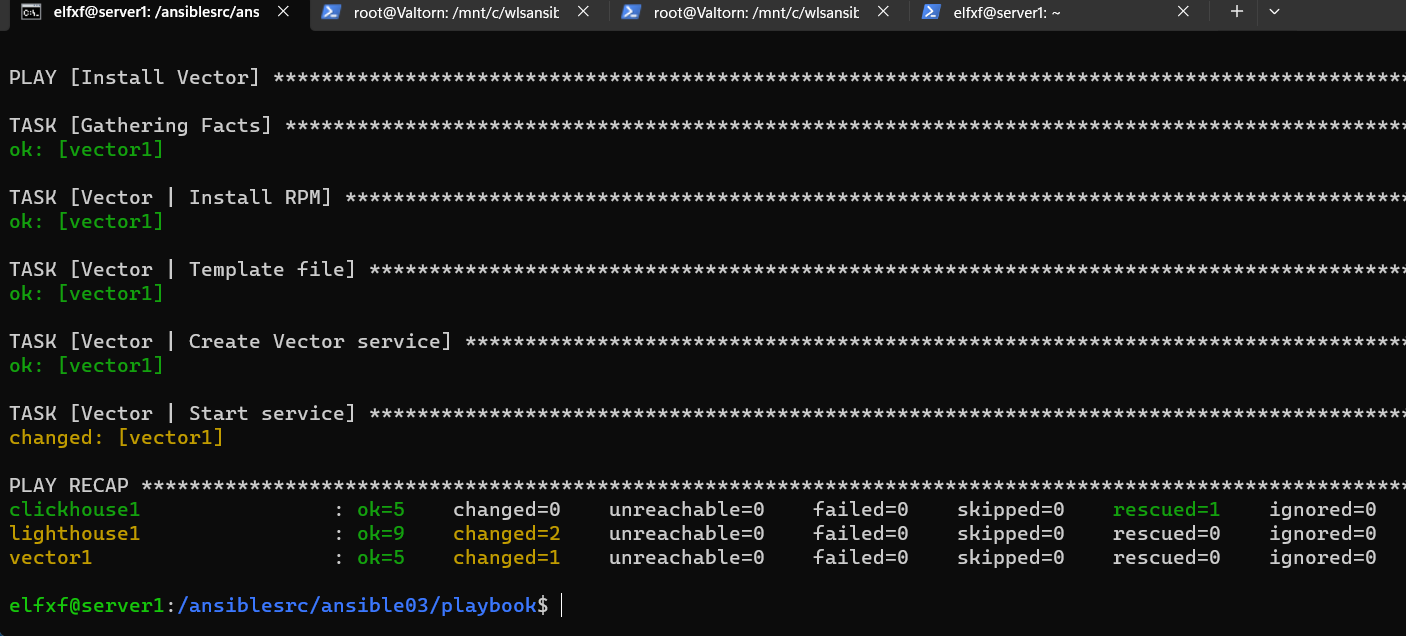 elfxf@server1: /ansiblesrc/ans
root@Valtorn: /mnt/c/wlsansib
root@Valtorn: /mnt/c/wlsansib
elfxf@server1: ~
PLAY [Install Vector] **********************************************************************************************
TASK [Gathering Facts] *********************************************************************************************
ok: [vector1]
TASK [Vector | Install RPM] ****************************************************************************************
ok: [vector1]
TASK [Vector | Template file] **************************************************************************************
ok: [vector1]
TASK [Vector | Create Vector service] ******************************************************************************
ok: [vector1]
TASK [Vector | Start service] **************************************************************************************
changed: [vector1]
PLAY RECAP *********************************************************************************************************
clickhouse1 : ok=5 changed=0 unreachable=0 failed=0 skipped=0 rescued=1 ignored=0
lighthouse1 : ok=9 changed=2 unreachable=0 failed=0 skipped=0 rescued=0 ignored=0
vector1 : ok=5 changed=1 unreachable=0 failed=0 skipped=0 rescued=0 ignored=0
elfxf@server1:/ansiblesrc/ansible03/playbook$